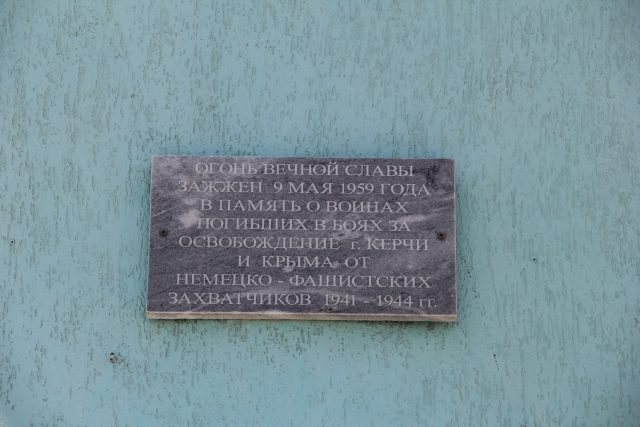 ОГОНЬ ВЕЧНОЙ СЛАВЫ
ЗАЖЖЕН 9 МАЯ 1959 ГОДА
В ПАМЯТЬ О ВОИНАХ
ПОГИБШИХ В БОЯХ ЗА
ОСВОБОЖДЕНИЕ г. КЕРЧИ
И КРЫМА ОТ
НЕМЕЦКО - ФАШИСТСКИХ
ЗАХВАТЧИКОВ 1941 - 1944 гг.